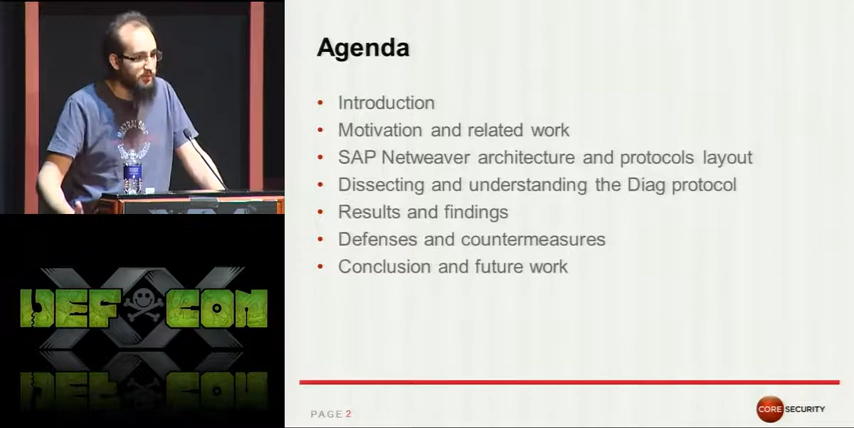 Agenda
• Introduction
• Motivation and related work
• SAP Netweaver architecture and protocols layout
• Dissecting and understanding the Diag protocol
• Results and findings
• Defenses and countermeasures
• Conclusion and future work
PAGE 2
CORE SECURITY
DEF CON
XX